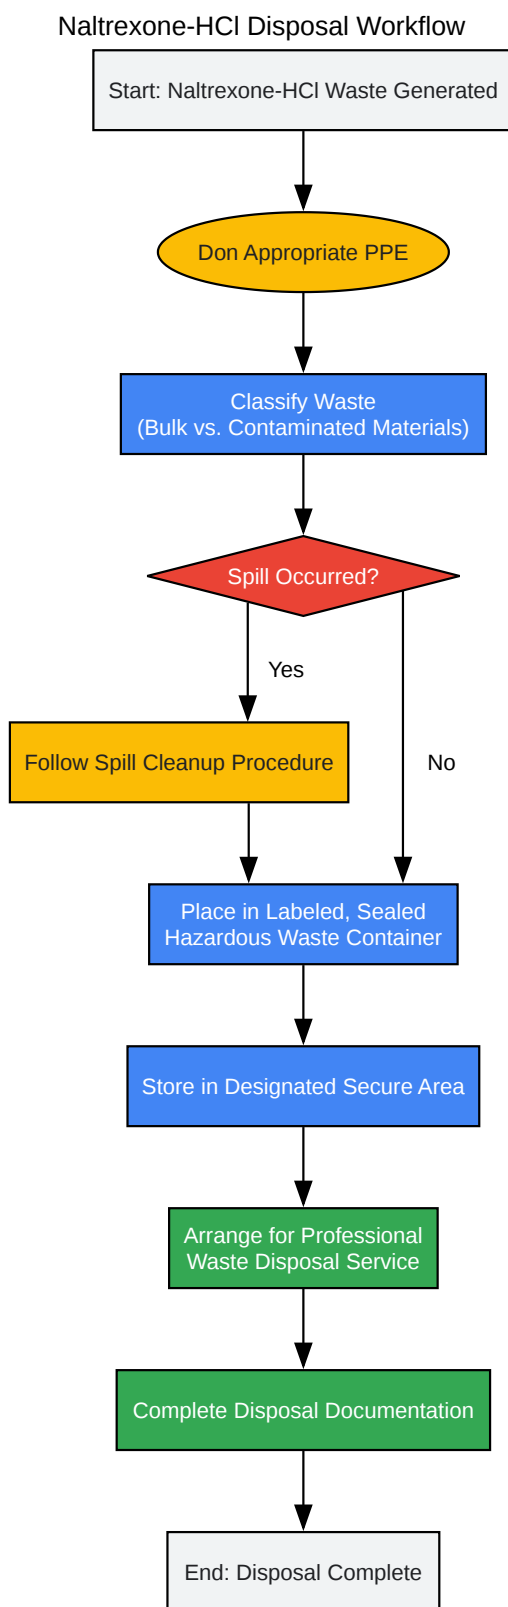 Naltrexone-HCl Disposal Workflow
Start: Naltrexone-HCl Waste Generated
Don Appropriate PPE
Classify Waste
(Bulk vs. Contaminated Materials)
Spill Occurred?
Yes
Follow Spill Cleanup Procedure
No
Place in Labeled, Sealed
Hazardous Waste Container
Store in Designated Secure Area
Arrange for Professional
Waste Disposal Service
Complete Disposal Documentation
End: Disposal Complete